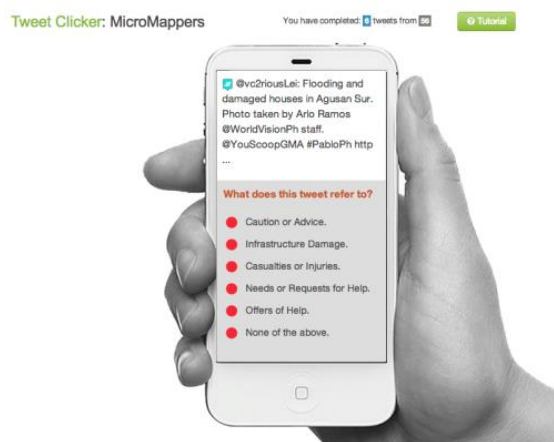 Tweet Clicker: MicroMappers
You have completed: 6 tweets from 56
Tutorial
@vc2riousLei: Flooding and
damaged houses in Agusan Sur.
Photo taken by Arlo Ramos
@WorldVisionPh staff.
@YouScoopGMA #PabloPh http
...
What does this tweet refer to?
Caution or Advice.
Infrastructure Damage.
Casualties or Injuries.
Needs or Requests for Help.
Offers of Help.
None of the above.